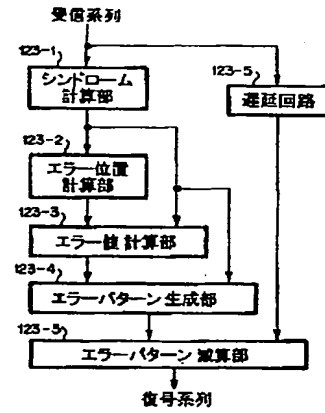 受信系列
123-1
123-5
シンドローム
計算部
遅延回路
123-2
エラー位置
計算部
123-3
エラー値 計算部
123-4
エラーパターン 生成部
123-5
エラーパターン 減算部
復号系列